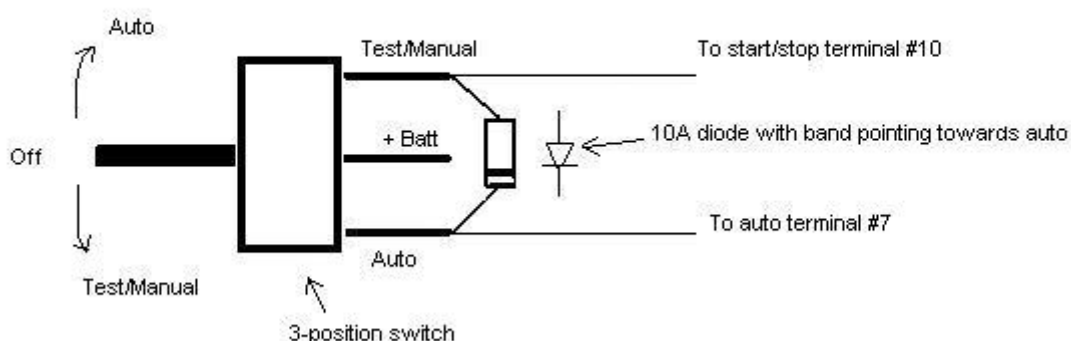 Auto
Test/Manual
To start/stop terminal #10
+ Batt
10A diode with band pointing towards auto
Off
To auto terminal #7
Auto
Test/Manual
3-position switch